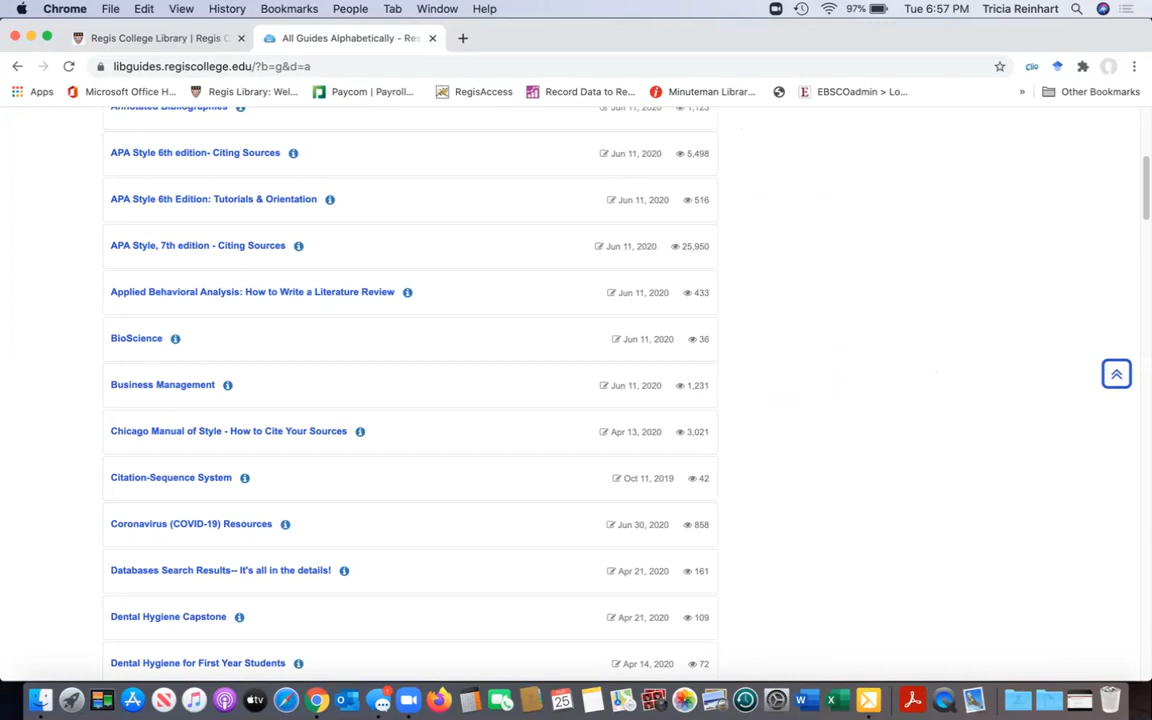 Chrome File Edit View History Bookmarks People Tab Window Help 97% Tue 6:57 PM Tricia Reinhart
Regis College Library | Regis C All Guides Alphabetically - Res
libguides.regiscollege.edu/?b=g&d=a
Apps Microsoft Office H... Regis Library: Wel... Paycom | Payroll... RegisAccess Record Data to Re... Minuteman Librar... EBSCOadmin > Lo... » Other Bookmarks
Annotated Bibliographies Jun 11, 2020 1,123
APA Style 6th edition- Citing Sources Jun 11, 2020 5,498
APA Style 6th Edition: Tutorials & Orientation Jun 11, 2020 516
APA Style, 7th edition - Citing Sources Jun 11, 2020 25,950
Applied Behavioral Analysis: How to Write a Literature Review Jun 11, 2020 433
BioScience Jun 11, 2020 36
Business Management Jun 11, 2020 1,231
Chicago Manual of Style - How to Cite Your Sources Apr 13, 2020 3,021
Citation-Sequence System Oct 11, 2019 42
Coronavirus (COVID-19) Resources Jun 30, 2020 858
Databases Search Results-- It's all in the details! Apr 21, 2020 161
Dental Hygiene Capstone Apr 21, 2020 109
Dental Hygiene for First Year Students Apr 14, 2020 72